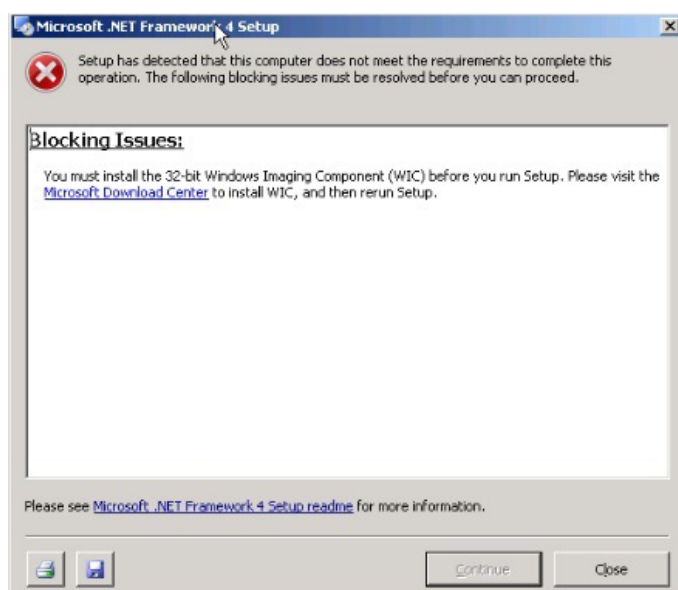 Microsoft .NET Framework 4 Setup
Setup has detected that this computer does not meet the requirements to complete this
operation. The following blocking issues must be resolved before you can proceed.
Blocking Issues:
You must install the 32-bit Windows Imaging Component (WIC) before you run Setup. Please visit the
Microsoft Download Center to install WIC, and then rerun Setup.
Please see Microsoft .NET Framework 4 Setup readme for more information.
Continue
Close